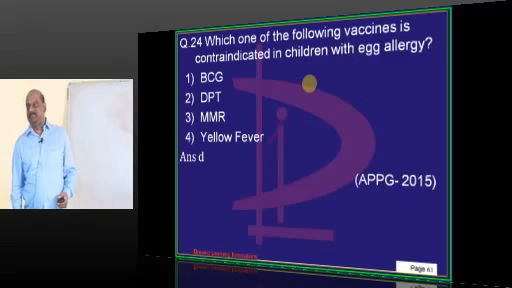 Q.24 Which one of the following vaccines is
contraindicated in children with egg allergy?
1) BCG
2) DPT
3) MMR
4) Yellow Fever
Ans d
(APPG- 2015)
Page 61